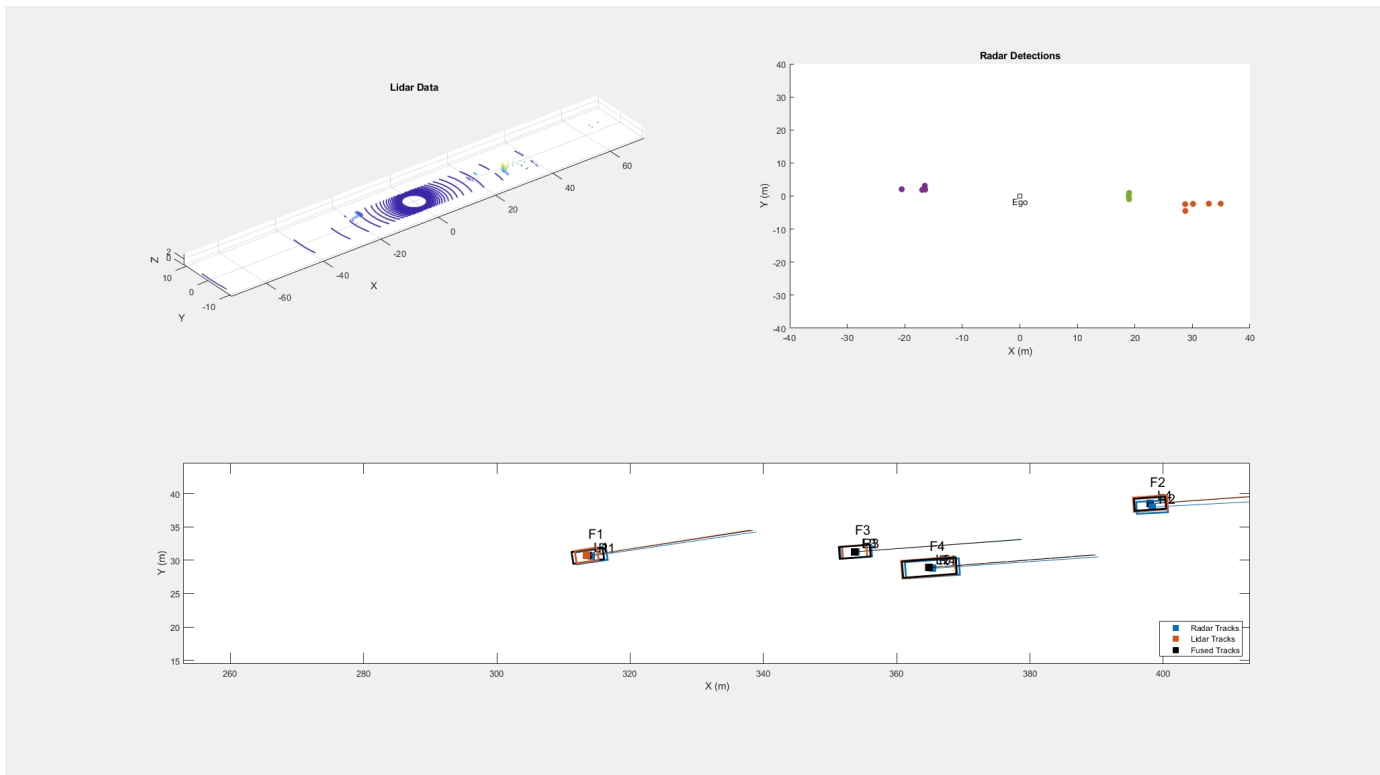 Lidar Data
Z
2
0
10
0
-10
Y
-60
-40
-20
0
20
40
60
X
Radar Detections
Y (m)
40
30
20
10
0
-10
-20
-30
-40
Ego
-40
-30
-20
-10
0
10
20
30
40
X (m)
Y (m)
40
35
30
25
20
15
F1
F3
F4
F2
Radar Tracks
Lidar Tracks
Fused Tracks
260
280
300
320
340
360
380
400
X (m)